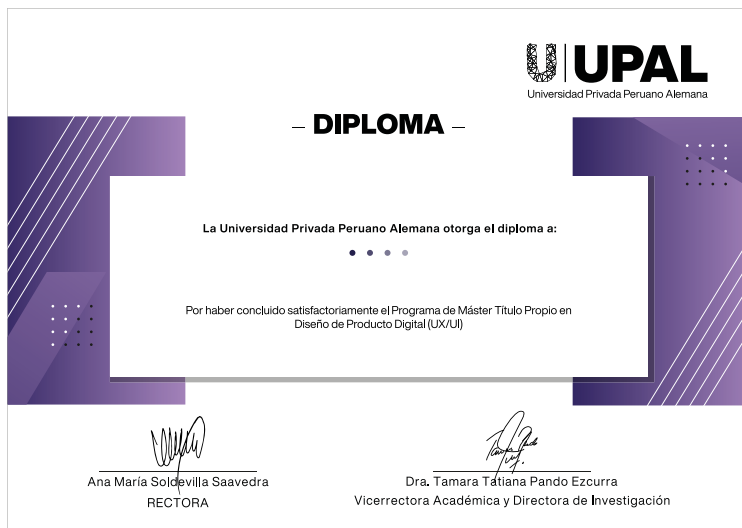 UPAL
Universidad Privada Peruano Alemana
– DIPLOMA –
La Universidad Privada Peruano Alemana otorga el diploma a:
Por haber concluido satisfactoriamente el Programa de Máster Título Propio en
Diseño de Producto Digital (UX/UI)
Ana María Soldevilla Saavedra
RECTORA
Dra. Tamara Tatiana Pando Ezcurra
Vicerrectora Académica y Directora de Investigación